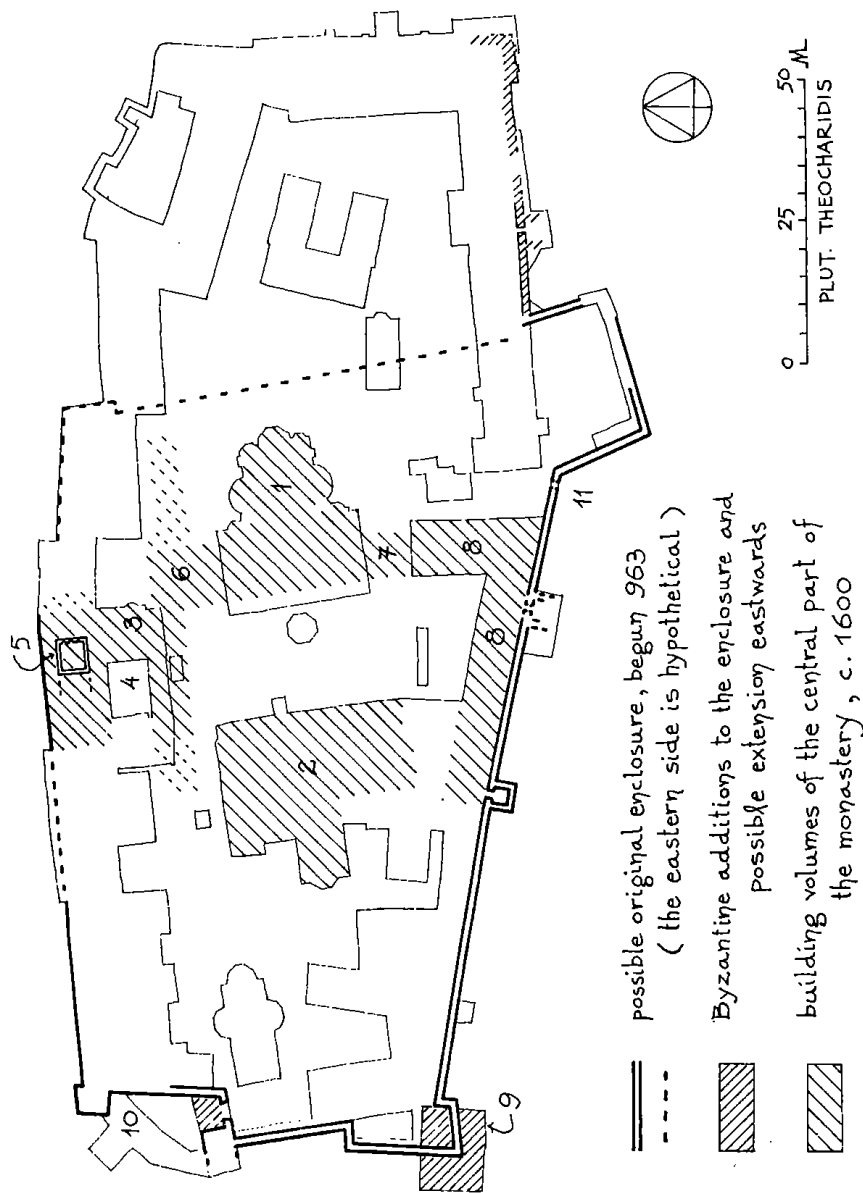 1
2
3
4
5
6
7
8
8
9
10
11
possible original enclosure, begun 963
( the eastern side is hypothetical )
Byzantine additions to the enclosure and
possible extension eastwards
building volumes of the central part of
the monastery, c. 1600
0 25 50 M
PLUT. THEOCHARIDIS